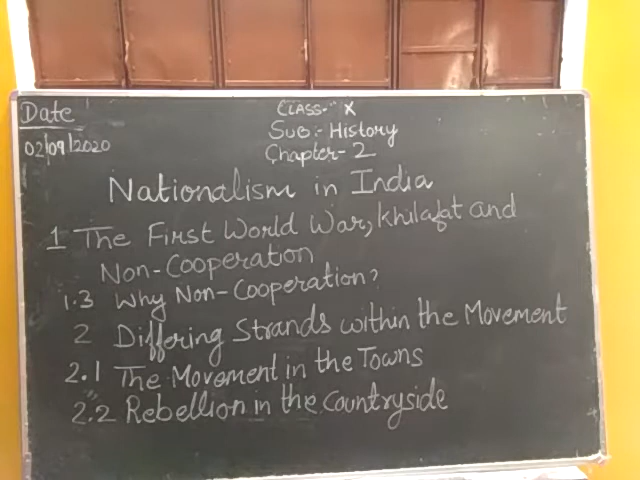 Date
02/09/2020
CLASS-"X
SUB:- History
Chapter-2
Nationalism in India
1 The First World War, Khilafat and
Non-Cooperation
1.3 Why Non-Cooperation?
2 Differing Strands within the Movement
2.1 The Movement in the Towns
2.2 Rebellion in the Countryside